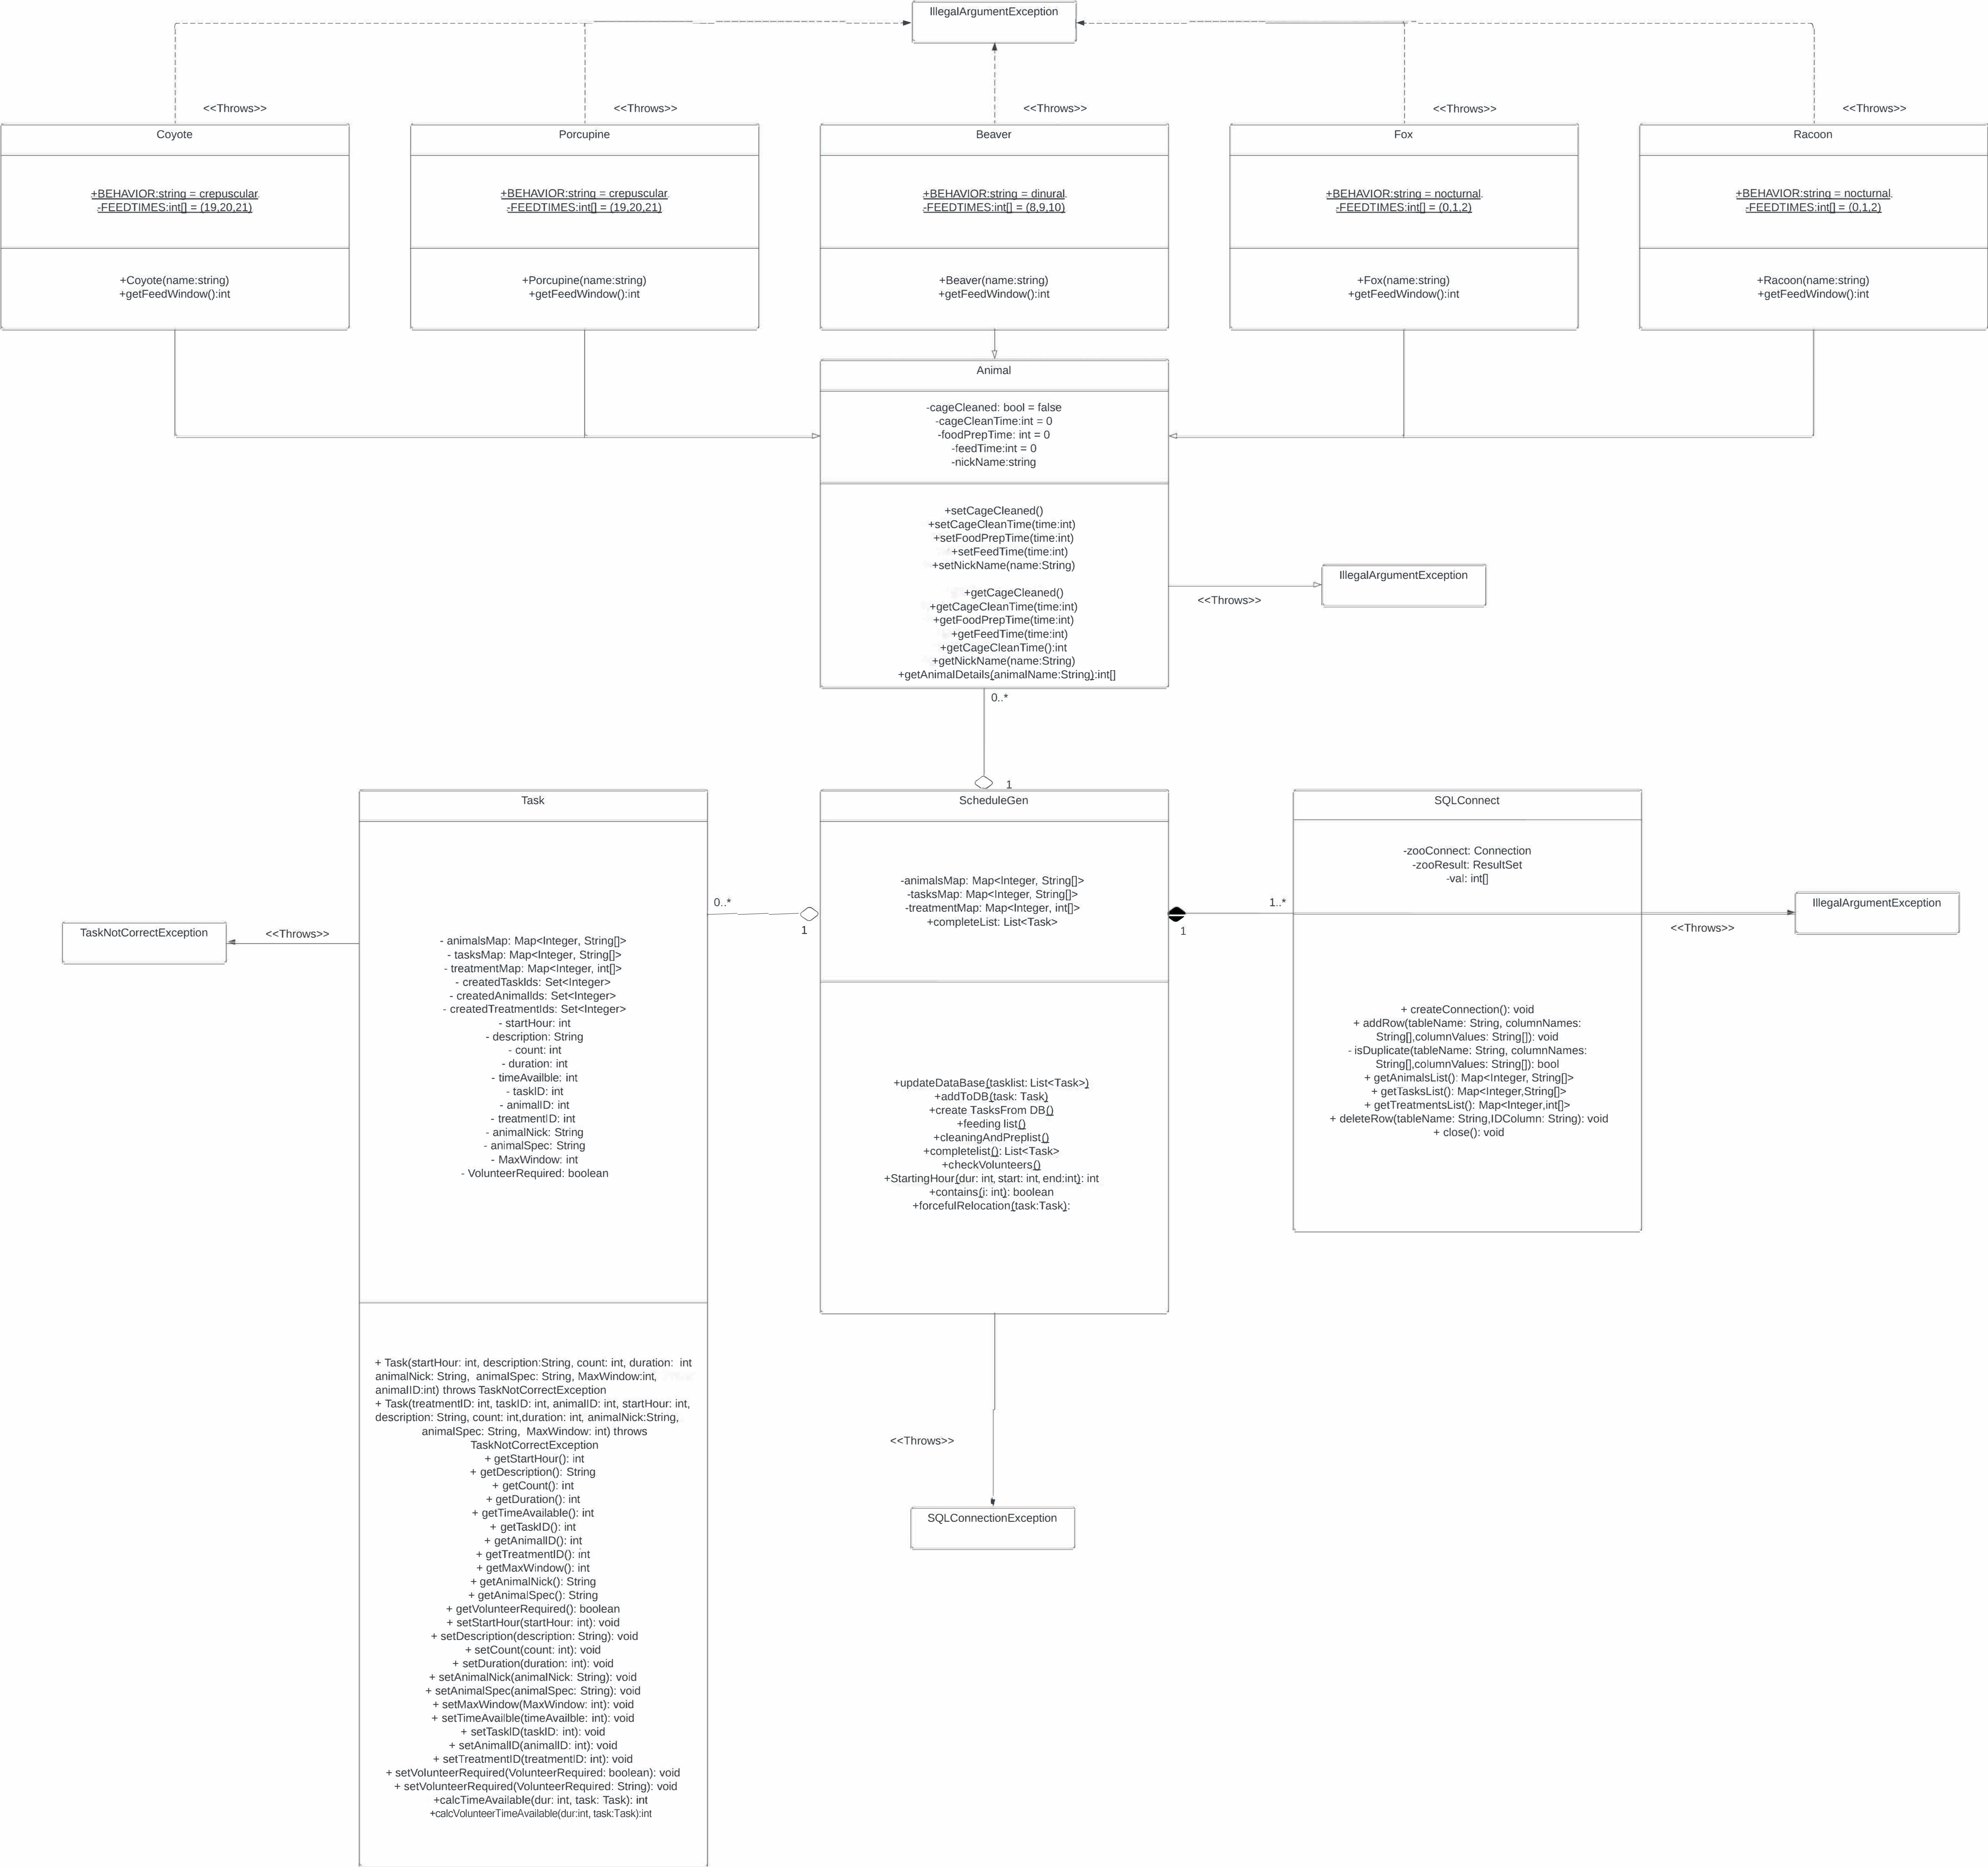 IllegalArgumentException
<<Throws>>
<<Throws>>
<<Throws>>
<<Throws>>
<<Throws>>
Coyote
+BEHAVIOR:string = crepuscular.
-FEEDTIMES:int[] = (19,20,21)
+Coyote(name:string)
+getFeedWindow():int
Porcupine
+BEHAVIOR:string = crepuscular.
-FEEDTIMES:int[] = (19,20,21)
+Porcupine(name:string)
+getFeedWindow():int
Beaver
+BEHAVIOR:string = dinural.
-FEEDTIMES:int[] = (8,9,10)
+Beaver(name:string)
+getFeedWindow():int
Fox
+BEHAVIOR:string = nocturnal.
-FEEDTIMES:int[] = (0,1,2)
+Fox(name:string)
+getFeedWindow():int
Racoon
+BEHAVIOR:string = nocturnal.
-FEEDTIMES:int[] = (0,1,2)
+Racoon(name:string)
+getFeedWindow():int
Animal
-cageCleaned: bool = false
-cageCleanTime:int = 0
-foodPrepTime: int = 0
-feedTime:int = 0
-nickName:string
+setCageCleaned()
+setCageCleanTime(time:int)
+setFoodPrepTime(time:int)
+setFeedTime(time:int)
+setNickName(name:String)
+getCageCleaned()
+getCageCleanTime(time:int)
+getFoodPrepTime(time:int)
+getFeedTime(time:int)
+getCageCleanTime():int
+getNickName(name:String)
+getAnimalDetails(animalName:String):int[]
<<Throws>>
IllegalArgumentException
0..*
1
Task
- animalsMap: Map<Integer, String[]>
- tasksMap: Map<Integer, String[]>
- treatmentMap: Map<Integer, int[]>
- createdTaskIds: Set<Integer>
- createdAnimalIds: Set<Integer>
- createdTreatmentIds: Set<Integer>
- startHour: int
- description: String
- count: int
- duration: int
- timeAvailble: int
- taskID: int
- animalID: int
- treatmentID: int
- animalNick: String
- animalSpec: String
- MaxWindow: int
- VolunteerRequired: boolean
+ Task(startHour: int, description:String, count: int, duration:  int
animalNick: String,  animalSpec: String, MaxWindow:int,
animalID:int) throws TaskNotCorrectException
+ Task(treatmentID: int, taskID: int, animalID: int, startHour: int,
description: String, count: int,duration: int, animalNick:String,
animalSpec: String,  MaxWindow: int) throws
TaskNotCorrectException
+ getStartHour(): int
+ getDescription(): String
+ getCount(): int
+ getDuration(): int
+ getTimeAvailable(): int
+ getTaskID(): int
+ getAnimalID(): int
+ getTreatmentID(): int
+ getMaxWindow(): int
+ getAnimalNick(): String
+ getAnimalSpec(): String
+ getVolunteerRequired(): boolean
+ setStartHour(startHour: int): void
+ setDescription(description: String): void
+ setCount(count: int): void
+ setDuration(duration: int): void
+ setAnimalNick(animalNick: String): void
+ setAnimalSpec(animalSpec: String): void
+ setMaxWindow(MaxWindow: int): void
+ setTimeAvailble(timeAvailble: int): void
+ setTaskID(taskID: int): void
+ setAnimalID(animalID: int): void
+ setTreatmentID(treatmentID: int): void
+ setVolunteerRequired(VolunteerRequired: boolean): void
+ setVolunteerRequired(VolunteerRequired: String): void
+calcTimeAvailable(dur: int, task: Task): int
+calcVolunteerTimeAvailable(dur:int, task:Task):int
<<Throws>>
TaskNotCorrectException
0..*
1
ScheduleGen
-animalsMap: Map<Integer, String[]>
-tasksMap: Map<Integer, String[]>
-treatmentMap: Map<Integer, int[]>
+completeList: List<Task>
+updateDataBase(tasklist: List<Task>)
+addToDB(task: Task)
+create TasksFrom DB()
+feeding list()
+cleaningAndPreplist()
+completelist(): List<Task>
+checkVolunteers()
+StartingHour(dur: int, start: int, end:int): int
+contains(i: int): boolean
+forcefulRelocation(task:Task):
<<Throws>>
SQLConnectionException
1..*
1
SQLConnect
-zooConnect: Connection
-zooResult: ResultSet
-val: int[]
+ createConnection(): void
+ addRow(tableName: String, columnNames:
String[],columnValues: String[]): void
- isDuplicate(tableName: String, columnNames:
String[],columnValues: String[]): bool
+ getAnimalsList(): Map<Integer, String[]>
+ getTasksList(): Map<Integer,String[]>
+ getTreatmentsList(): Map<Integer,int[]>
+ deleteRow(tableName: String,IDColumn: String): void
+ close(): void
<<Throws>>
IllegalArgumentException